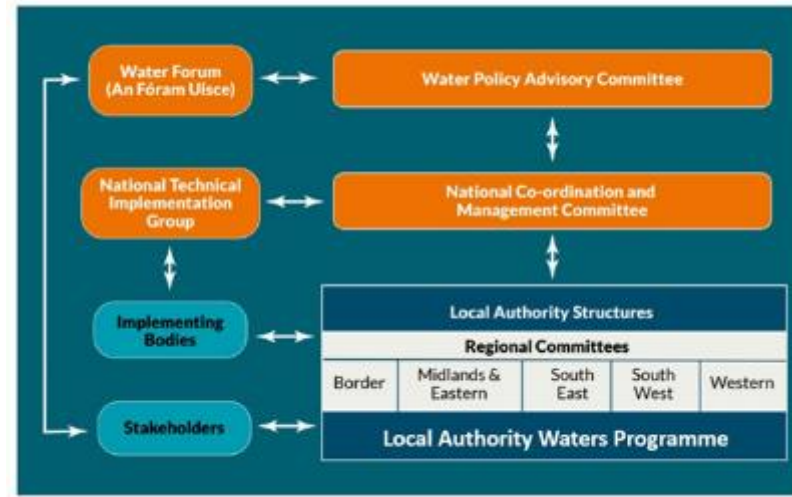 Water Forum
(An Fóram Uisce)
Water Policy Advisory Committee
National Technical
Implementation
Group
National Co-ordination and
Management Committee
Implementing
Bodies
Local Authority Structures
Regional Committees
Border
Midlands &
Eastern
South
East
South
West
Western
Stakeholders
Local Authority Waters Programme